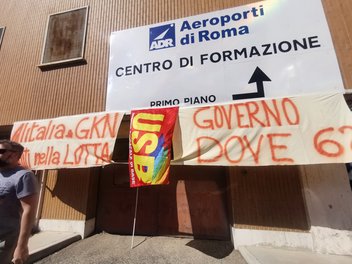 ADR
Aeroporti
di Roma
CENTRO DI FORMAZIONE
PRIMO PIANO
Alitalia GKN
nella LOTTA
USB
GOVERNO
DOVE 6?